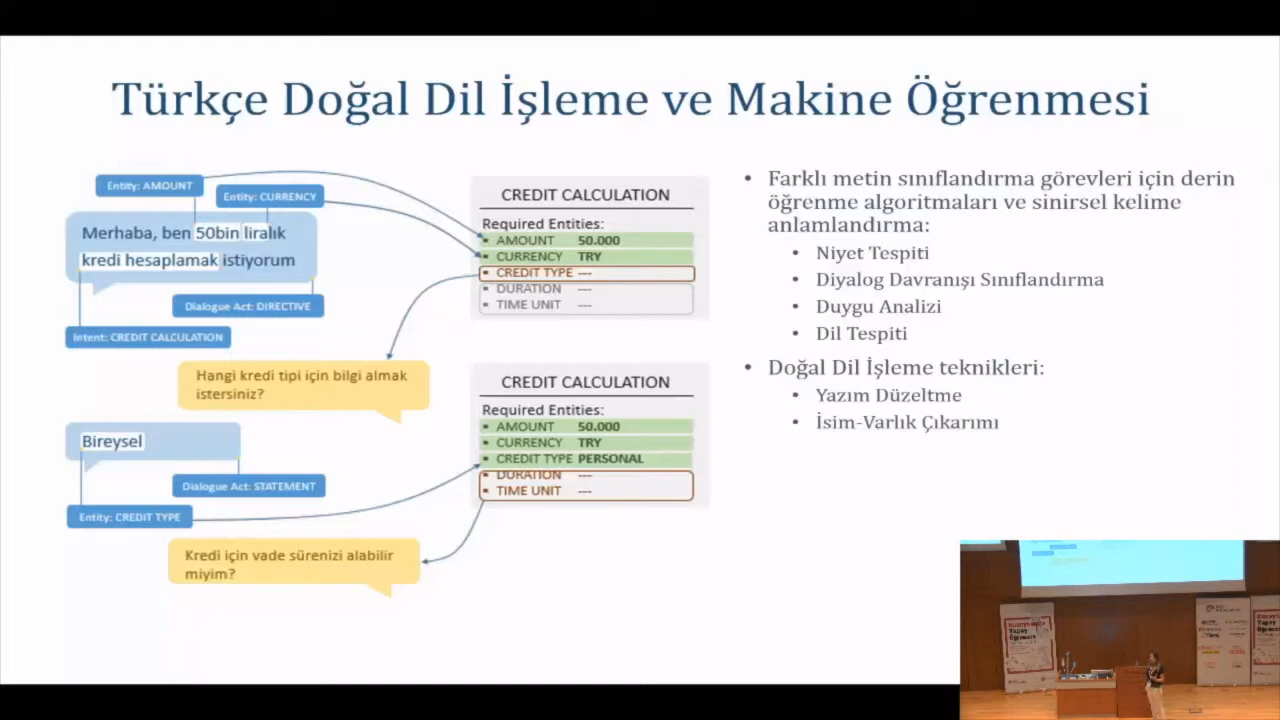 Türkçe Doğal Dil İşleme ve Makine Öğrenmesi
Entity: AMOUNT
Entity: CURRENCY
Merhaba, ben 50bin liralık
kredi hesaplamak istiyorum
Dialogue Act: DIRECTIVE
Intent: CREDIT CALCULATION
Hangi kredi tipi için bilgi almak
istersiniz?
Bireysel
Dialogue Act: STATEMENT
Entity: CREDIT TYPE
Kredi için vade sürenizi alabilir
miyim?
CREDIT CALCULATION
Required Entities:
• AMOUNT 50.000
• CURRENCY TRY
• CREDIT TYPE ---
• DURATION ---
• TIME UNIT ---
CREDIT CALCULATION
Required Entities:
• AMOUNT 50.000
• CURRENCY TRY
• CREDIT TYPE PERSONAL
• DURATION ---
• TIME UNIT ---
• Farklı metin sınıflandırma görevleri için derin
öğrenme algoritmaları ve sinirsel kelime
anlamlandırma:
• Niyet Tespiti
• Diyalog Davranışı Sınıflandırma
• Duygu Analizi
• Dil Tespiti
• Doğal Dil İşleme teknikleri:
• Yazım Düzeltme
• İsim-Varlık Çıkarımı